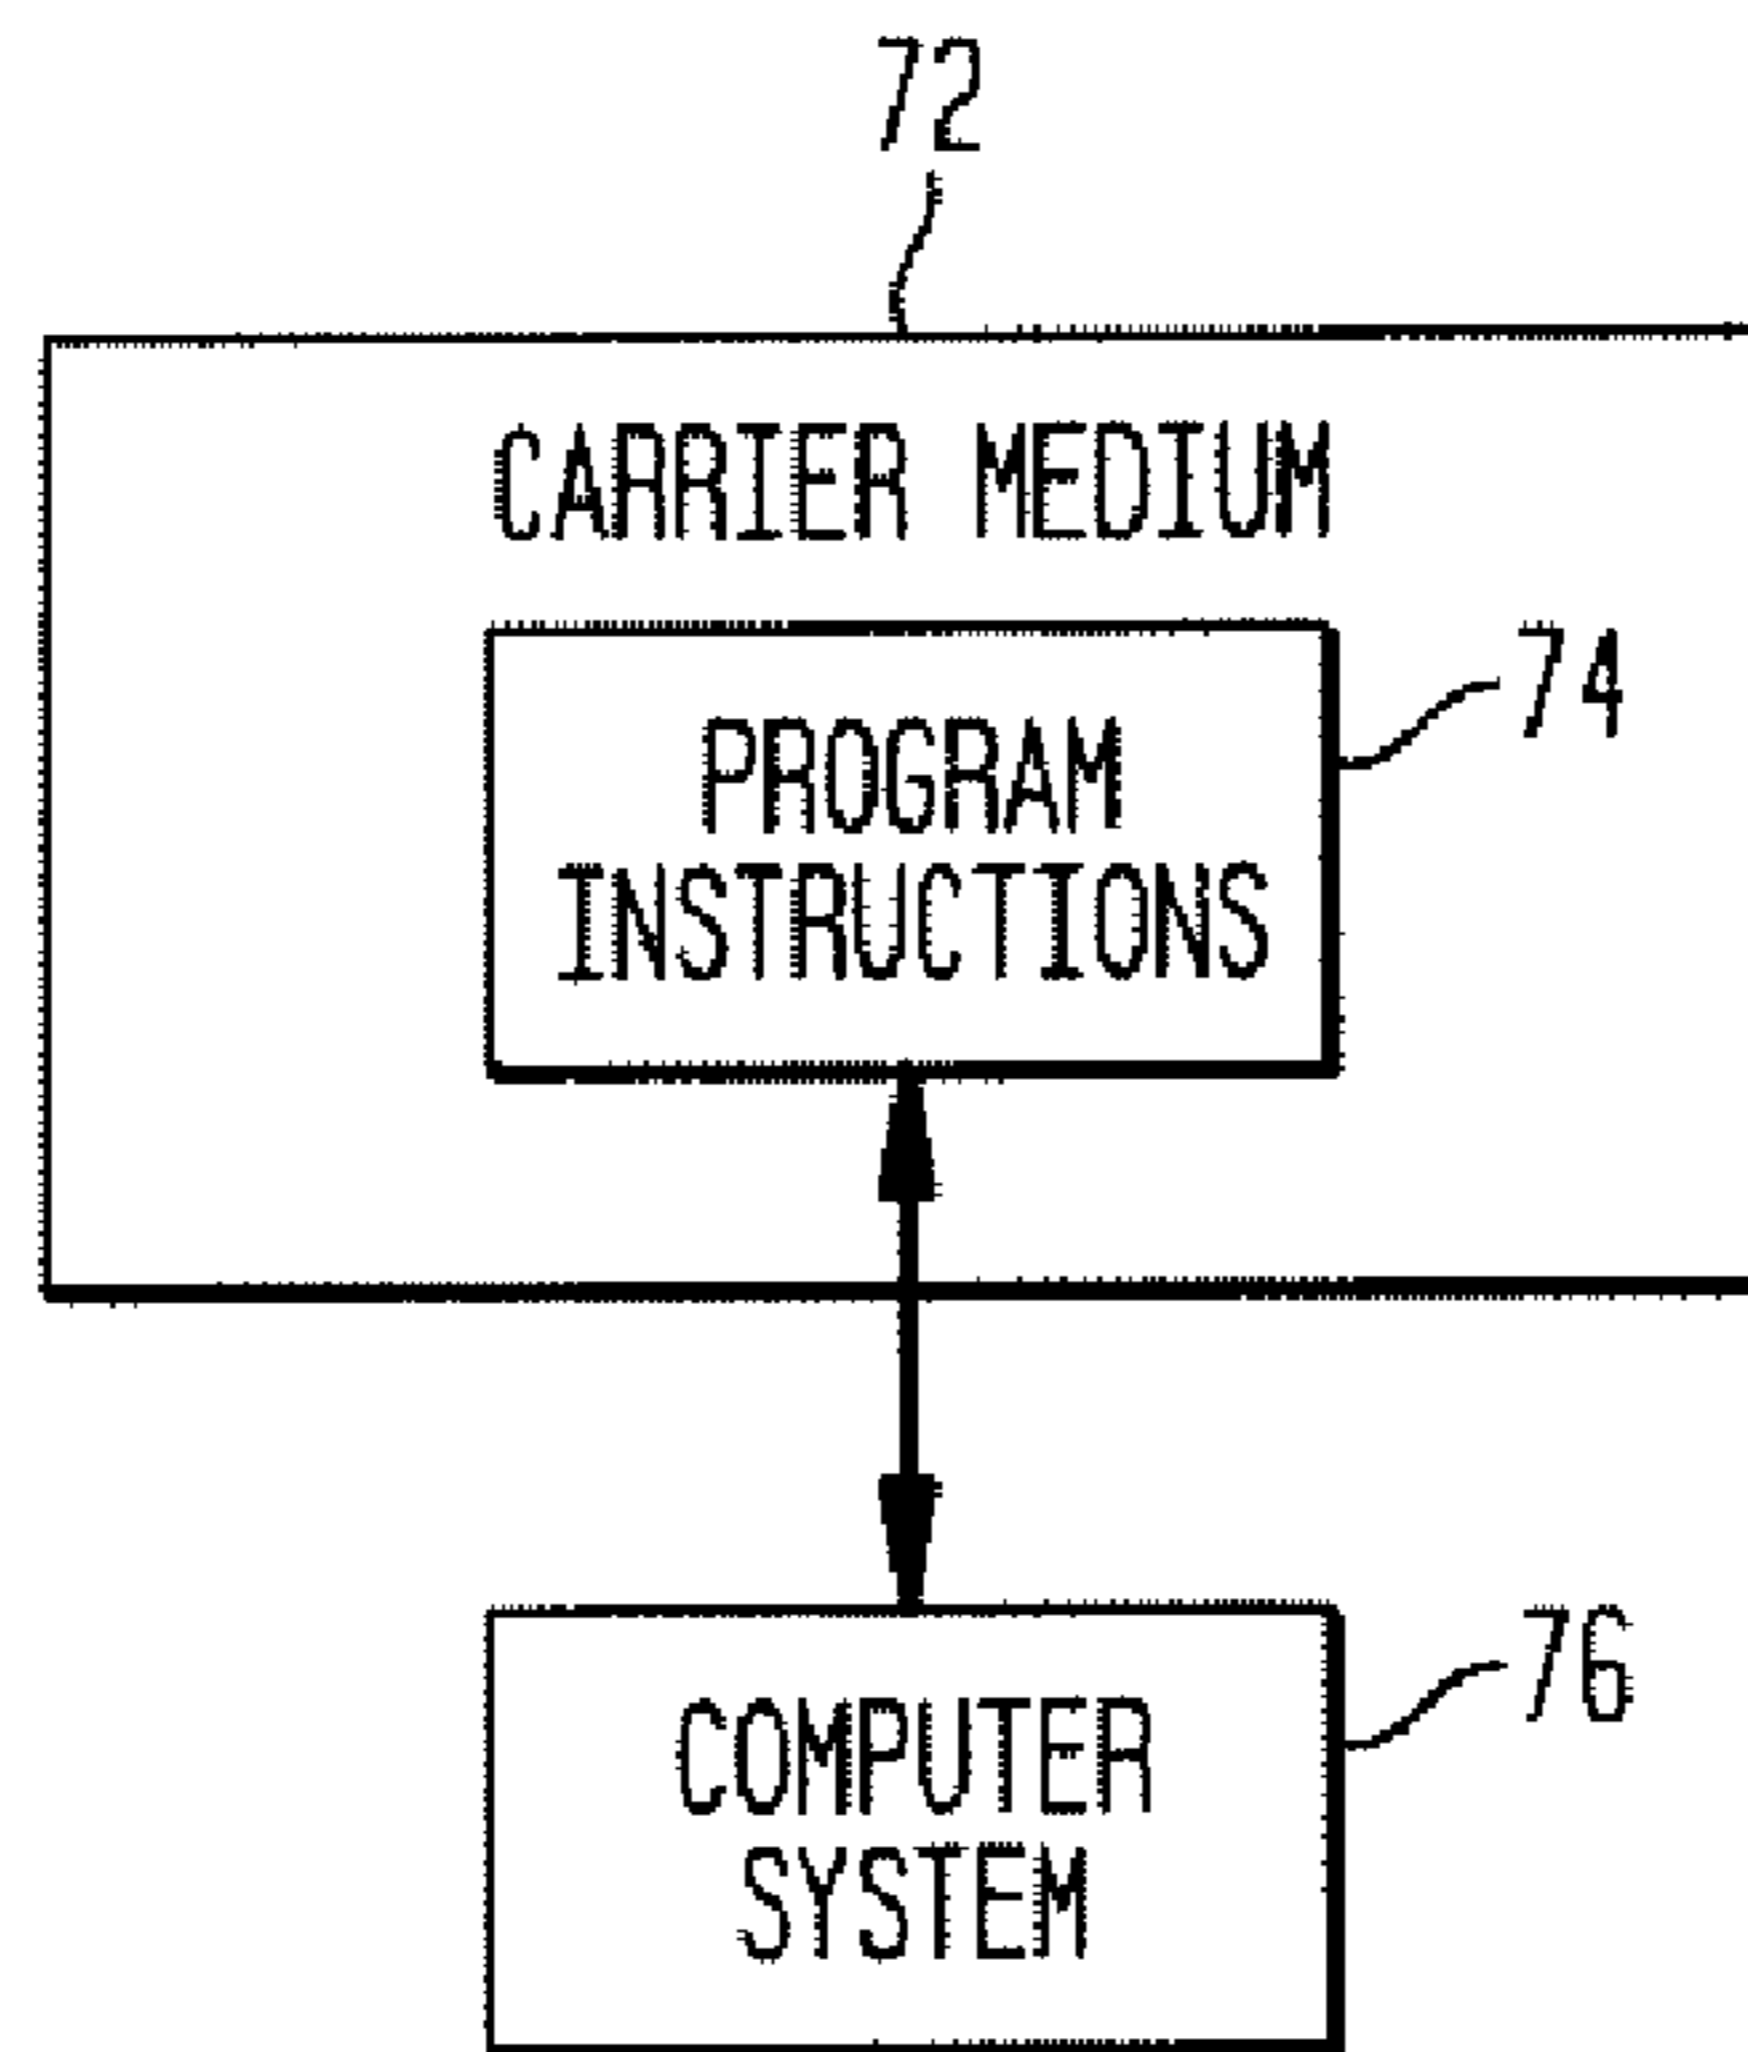 72
CARRIER MEDIUM
74
PROGRAM
INSTRUCTIONS
76
COMPUTER
SYSTEM